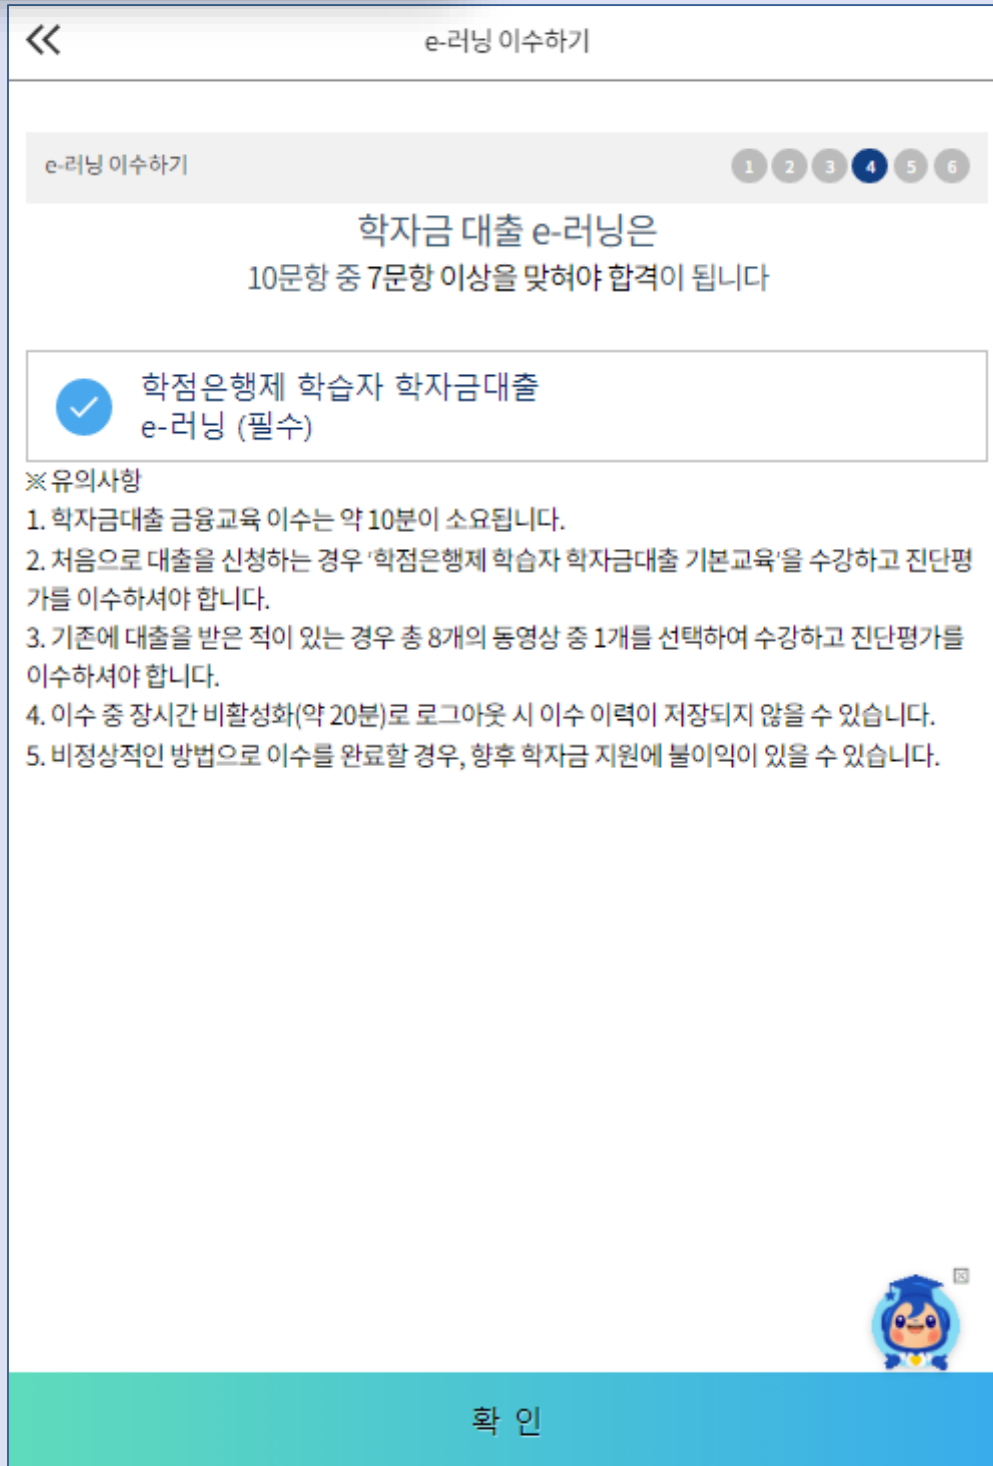 e-러닝 이수하기
e-러닝 이수하기
1 2 3 4 5 6
학자금 대출 e-러닝은
10문항 중 7문항 이상을 맞혀야 합격이 됩니다
학점은행제 학습자 학자금대출
e-러닝 (필수)
※ 유의사항
1. 학자금대출 금융교육 이수는 약 10분이 소요됩니다.
2. 처음으로 대출을 신청하는 경우 ‘학점은행제 학습자 학자금대출 기본교육’을 수강하고 진단평
가를 이수하셔야 합니다.
3. 기존에 대출을 받은 적이 있는 경우 총 8개의 동영상 중 1개를 선택하여 수강하고 진단평가를
이수하셔야 합니다.
4. 이수 중 장시간 비활성화(약 20분)로 로그아웃 시 이수 이력이 저장되지 않을 수 있습니다.
5. 비정상적인 방법으로 이수를 완료할 경우, 향후 학자금 지원에 불이익이 있을 수 있습니다.
확 인